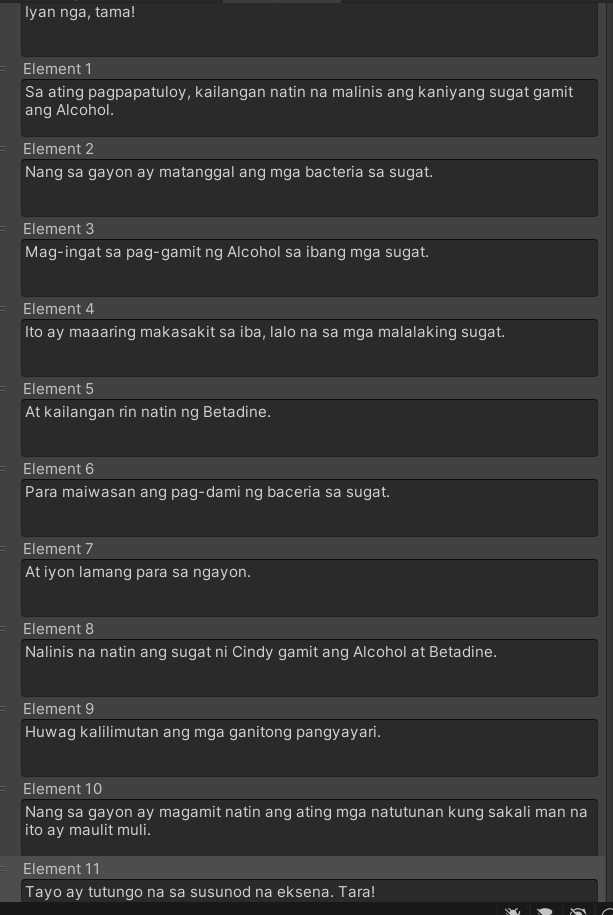 Iyan nga, tama!
Element 1
Sa ating pagpapatuloy, kailangan natin na malinis ang kaniyang sugat gamit
ang Alcohol.
Element 2
Nang sa gayon ay matanggal ang mga bacteria sa sugat.
Element 3
Mag-ingat sa pag-gamit ng Alcohol sa ibang mga sugat.
Element 4
Ito ay maaaring makasakit sa iba, lalo na sa mga malalaking sugat.
Element 5
At kailangan rin natin ng Betadine.
Element 6
Para maiwasan ang pag-dami ng baceria sa sugat.
Element 7
At iyon lamang para sa ngayon.
Element 8
Nalinis na natin ang sugat ni Cindy gamit ang Alcohol at Betadine.
Element 9
Huwag kalilimutan ang mga ganitong pangyayari.
Element 10
Nang sa gayon ay magamit natin ang ating mga natutunan kung sakali man na
ito ay maulit muli.
Element 11
Tayo ay tutungo na sa susunod na eksena. Tara!